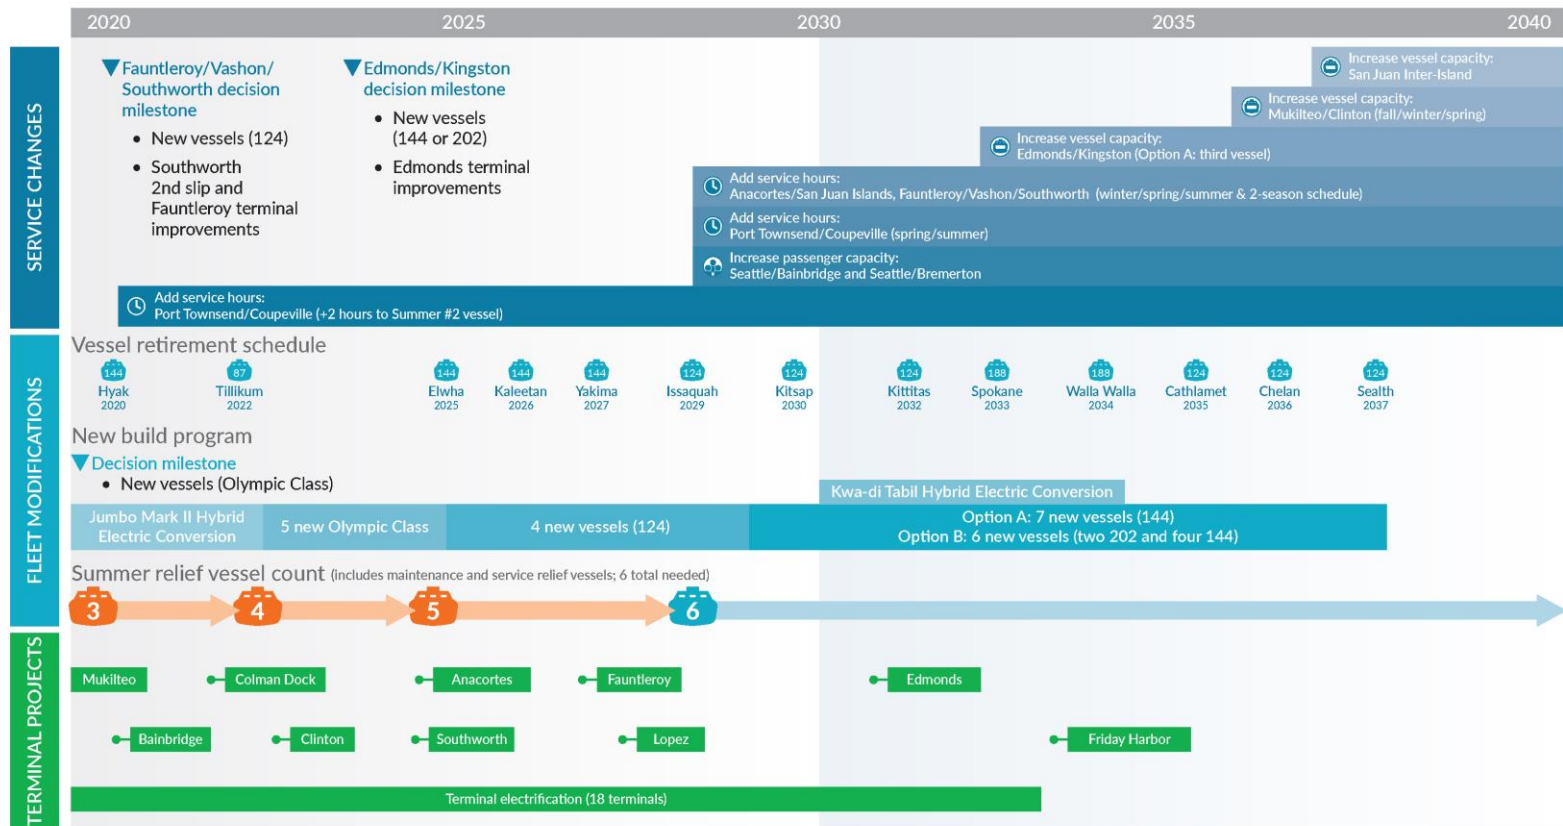 2020 2025 2030 2035 2040
SERVICE CHANGES
Fauntleroy/Vashon/
Southworth decision
milestone
• New vessels (124)
• Southworth
2nd slip and
Fauntleroy terminal
improvements
Edmonds/Kingston
decision milestone
• New vessels
(144 or 202)
• Edmonds terminal
improvements
Increase vessel capacity:
San Juan Inter-Island
Increase vessel capacity:
Mukilteo/Clinton (fall/winter/spring)
Increase vessel capacity:
Edmonds/Kingston (Option A: third vessel)
Add service hours:
Anacortes/San Juan Islands, Fauntleroy/Vashon/Southworth (winter/spring/summer & 2-season schedule)
Add service hours:
Port Townsend/Coupeville (spring/summer)
Increase passenger capacity:
Seattle/Bainbridge and Seattle/Bremerton
Add service hours:
Port Townsend/Coupeville (+2 hours to Summer #2 vessel)
FLEET MODIFICATIONS
Vessel retirement schedule
144 87 144 144 144 124 124 124 188 188 124 124 124
Hyak Tillikum Elwha Kaleetan Yakima Issaquah Kitsap Kittitas Spokane Walla Walla Cathlamet Chelan Sealth
2020 2022 2025 2026 2027 2029 2030 2032 2033 2034 2035 2036 2037
New build program
Decision milestone
• New vessels (Olympic Class)
Kwa-di Tabil Hybrid Electric Conversion
Jumbo Mark II Hybrid
Electric Conversion
5 new Olympic Class
4 new vessels (124)
Option A: 7 new vessels (144)
Option B: 6 new vessels (two 202 and four 144)
Summer relief vessel count (includes maintenance and service relief vessels; 6 total needed)
3 4 5 6
TERMINAL PROJECTS
Mukilteo Colman Dock Anacortes Fauntleroy Edmonds
Bainbridge Clinton Southworth Lopez Friday Harbor
Terminal electrification (18 terminals)